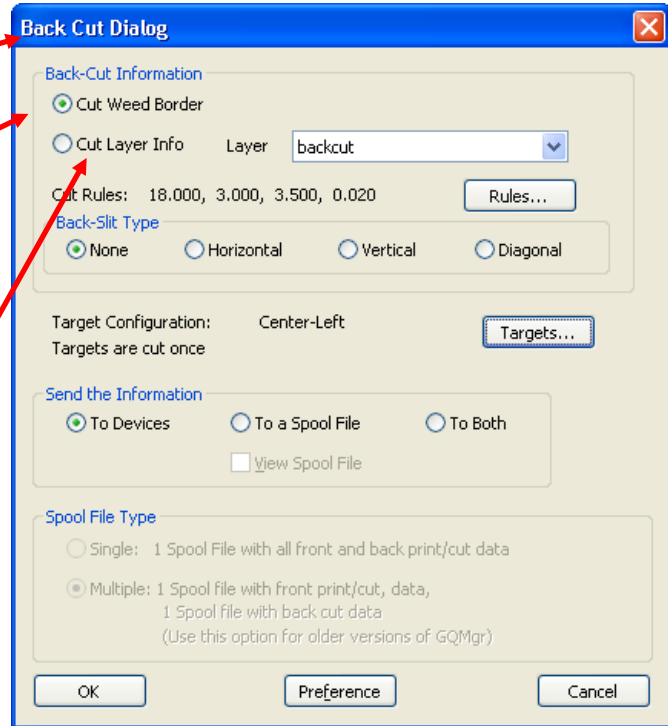 Back Cut Dialog
Back-Cut Information
Cut Weed Border
Cut Layer Info Layer backcut
Cut Rules: 18.000, 3.000, 3.500, 0.020 Rules...
Back-Slit Type
None Horizontal Vertical Diagonal
Target Configuration: Center-Left Targets...
Targets are cut once
Send the Information
To Devices To a Spool File To Both
View Spool File
Spool File Type
Single: 1 Spool File with all front and back print/cut data
Multiple: 1 Spool file with front print/cut, data,
1 Spool file with back cut data
(Use this option for older versions of GQMgr)
OK Preference Cancel